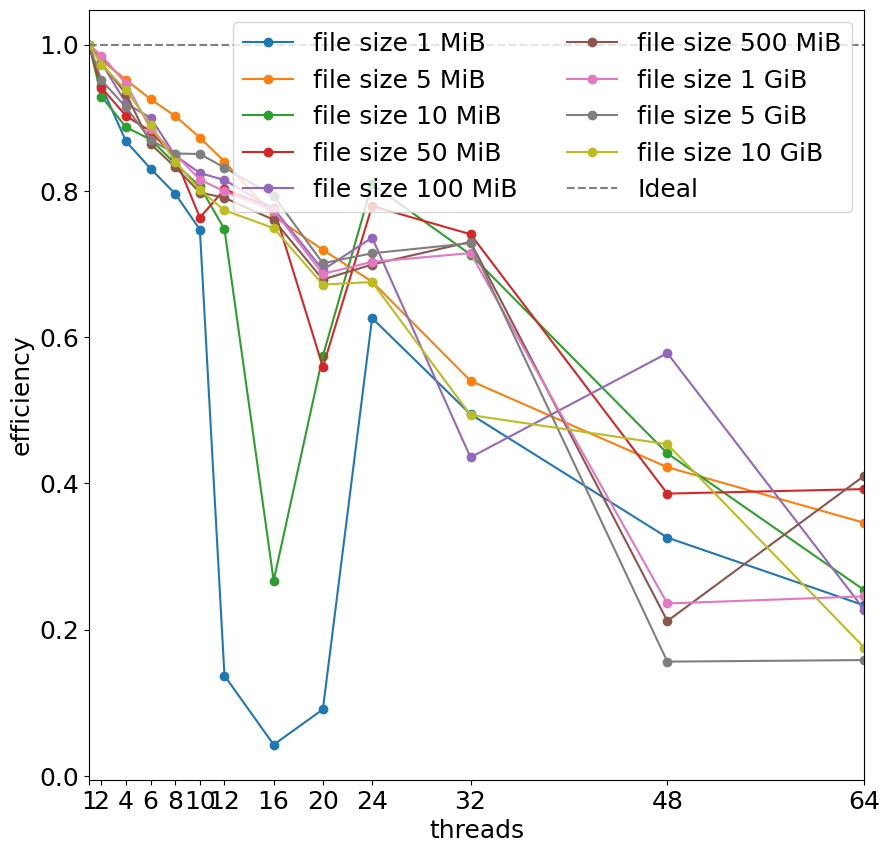 1.0
0.8
0.6
0.4
0.2
0.0
efficiency
file size 1 MiB
file size 5 MiB
file size 10 MiB
file size 50 MiB
file size 100 MiB
file size 500 MiB
file size 1 GiB
file size 5 GiB
file size 10 GiB
Ideal
1 2 4 6 8 10 12 16 20 24 32 48 64
threads